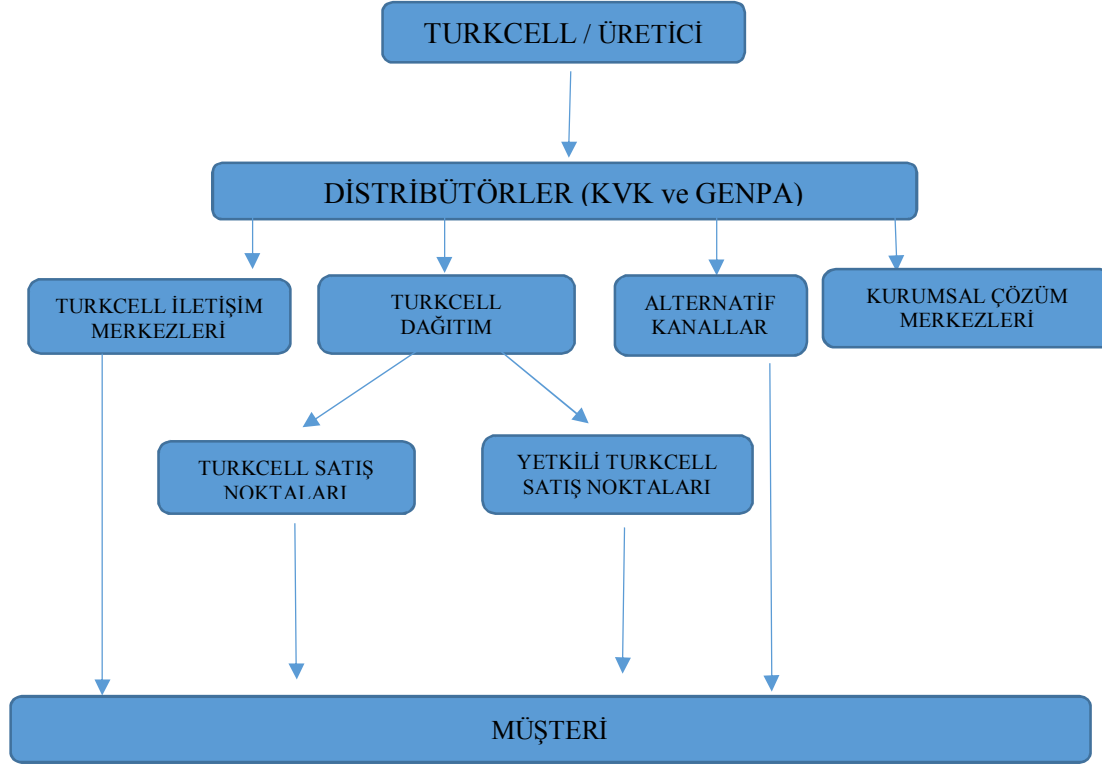 TURKCELL / ÜRETİCİ
DİSTRİBÜTÖRLER (KVK ve GENPA)
TURKCELL İLETİŞİM
MERKEZLERİ
TURKCELL
DAĞITIM
ALTERNATİF
KANALLAR
KURUMSAL ÇÖZÜM
MERKEZLERİ
TURKCELL SATIŞ
NOKTALARI
YETKİLİ TURKCELL
SATIŞ NOKTALARI
MÜŞTERİ